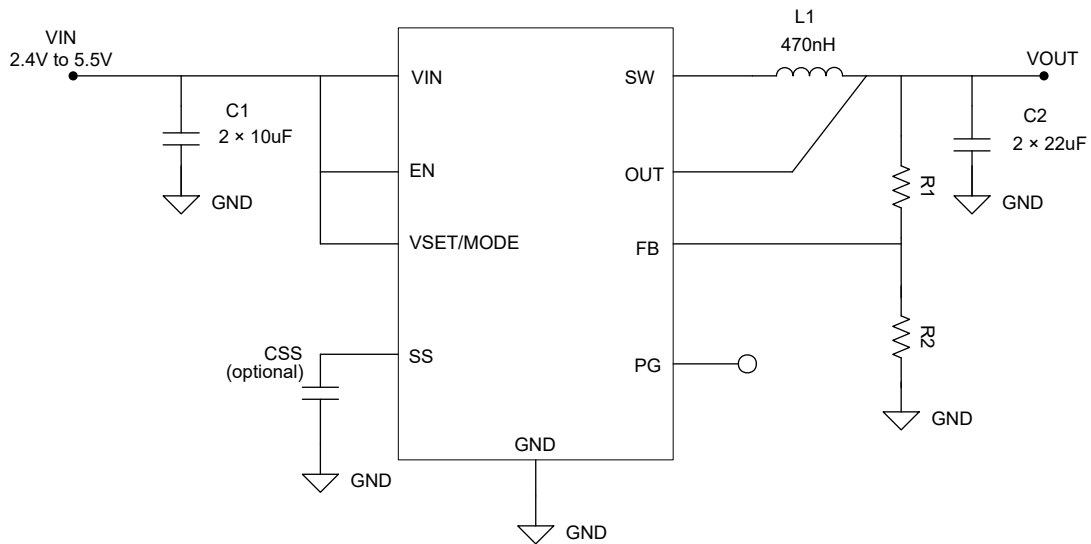 VIN
2.4V to 5.5V
C1
2 × 10uF
GND
VIN
EN
VSET/MODE
SS
CSS
(optional)
GND
GND
GND
SW
OUT
FB
PG
L1
470nH
VOUT
C2
2 × 22uF
GND
R1
R2
GND